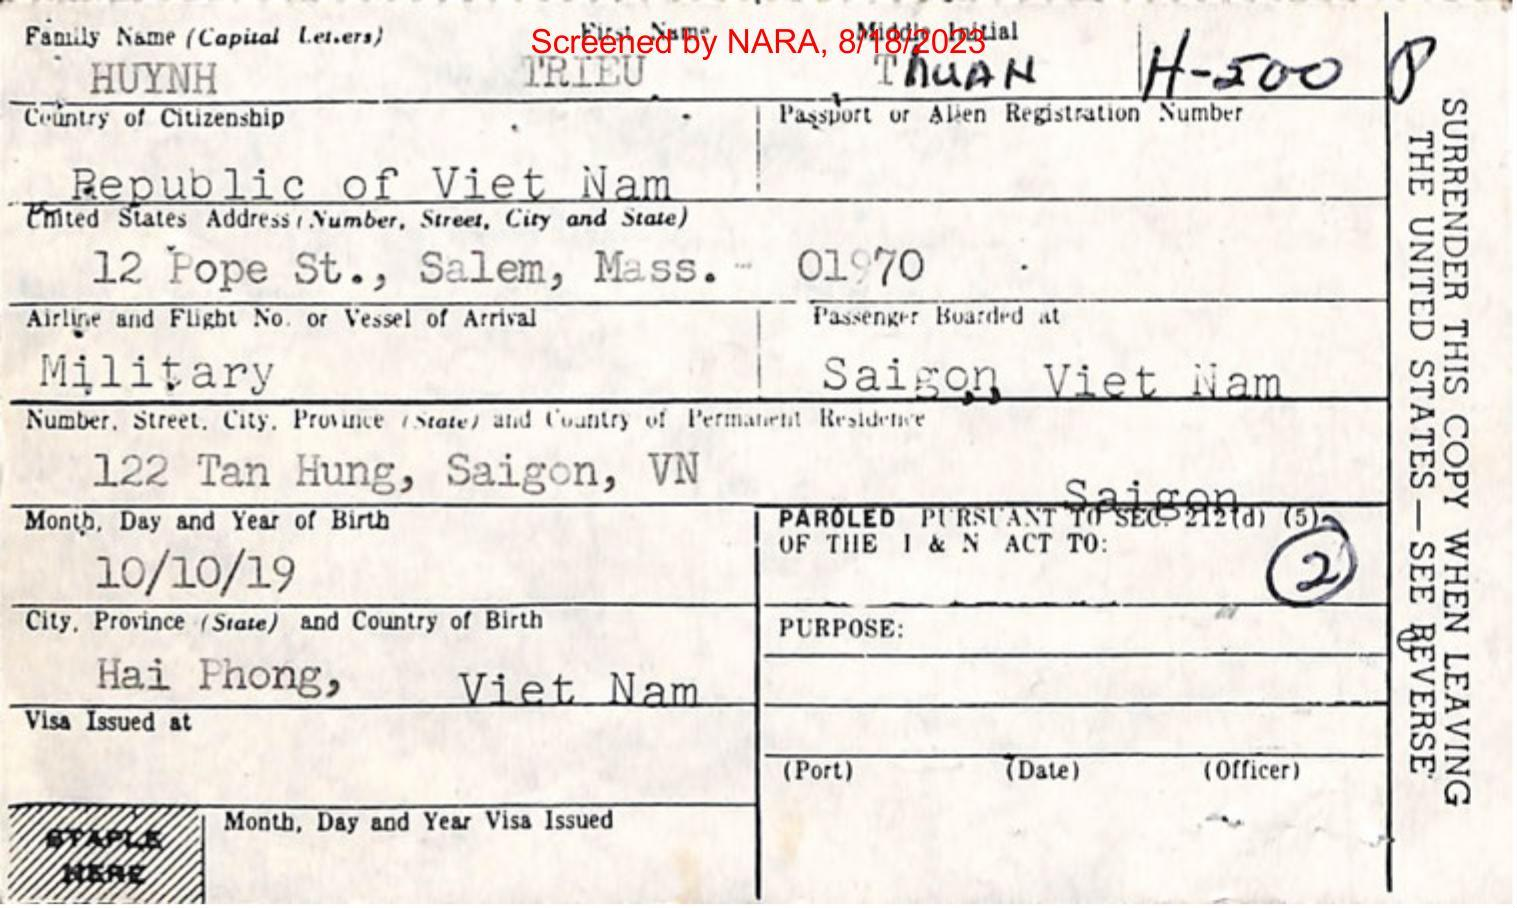 Screened by NARA, 8/18/2023
Family Name (Capital Letters) First Name Middle Initial
HUYNH TRIEU THUAN H-500 8
Country of Citizenship Passport or Alien Registration Number
Republic of Viet Nam
United States Address (Number, Street, City and State)
12 Pope St., Salem, Mass. - 01970
Airline and Flight No. or Vessel of Arrival Passenger Boarded at
Military Saigon, Viet Nam
Number, Street, City, Province (State) and Country of Permanent Residence
122 Tan Hung, Saigon, VN
Saigon
Month, Day and Year of Birth
10/10/19
PAROLED PURSUANT TO SEC. 212(d) (5)
OF THE I & N ACT TO:
2
City, Province (State) and Country of Birth
Hai Phong, Viet Nam
PURPOSE:
Visa Issued at
(Port) (Date) (Officer)
STAPLE
HERE
Month, Day and Year Visa Issued
SURRENDER THIS COPY WHEN LEAVING
THE UNITED STATES — SEE REVERSE